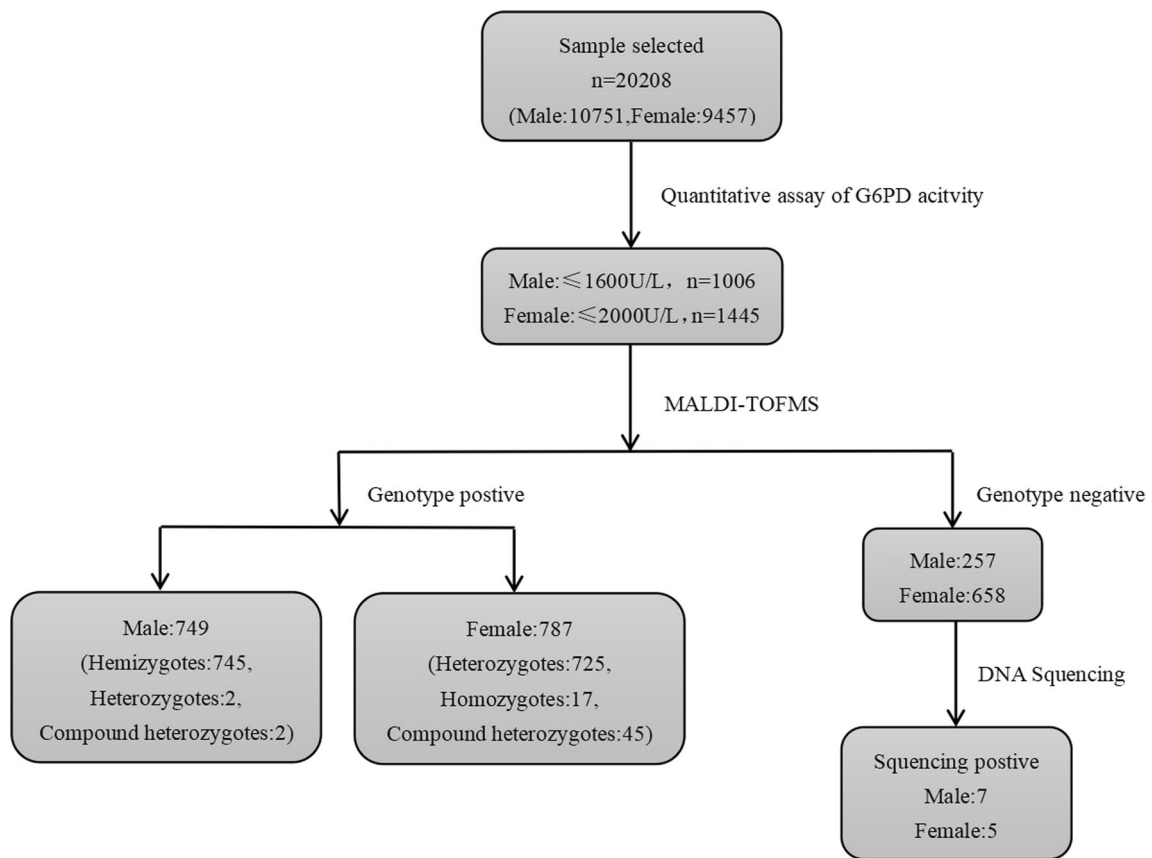 Sample selected
n=20208
(Male:10751,Female:9457)
Quantitative assay of G6PD acitvity
Male:≤1600U/L，n=1006
Female:≤2000U/L,n=1445
MALDI-TOFMS
Genotype postive
Genotype negative
Male:257
Female:658
Male:749
(Hemizygotes:745,
Heterozygotes:2,
Compound heterozygotes:2)
Female:787
(Heterozygotes:725,
Homozygotes:17,
Compound heterozygotes:45)
DNA Squencing
Squencing postive
Male:7
Female:5